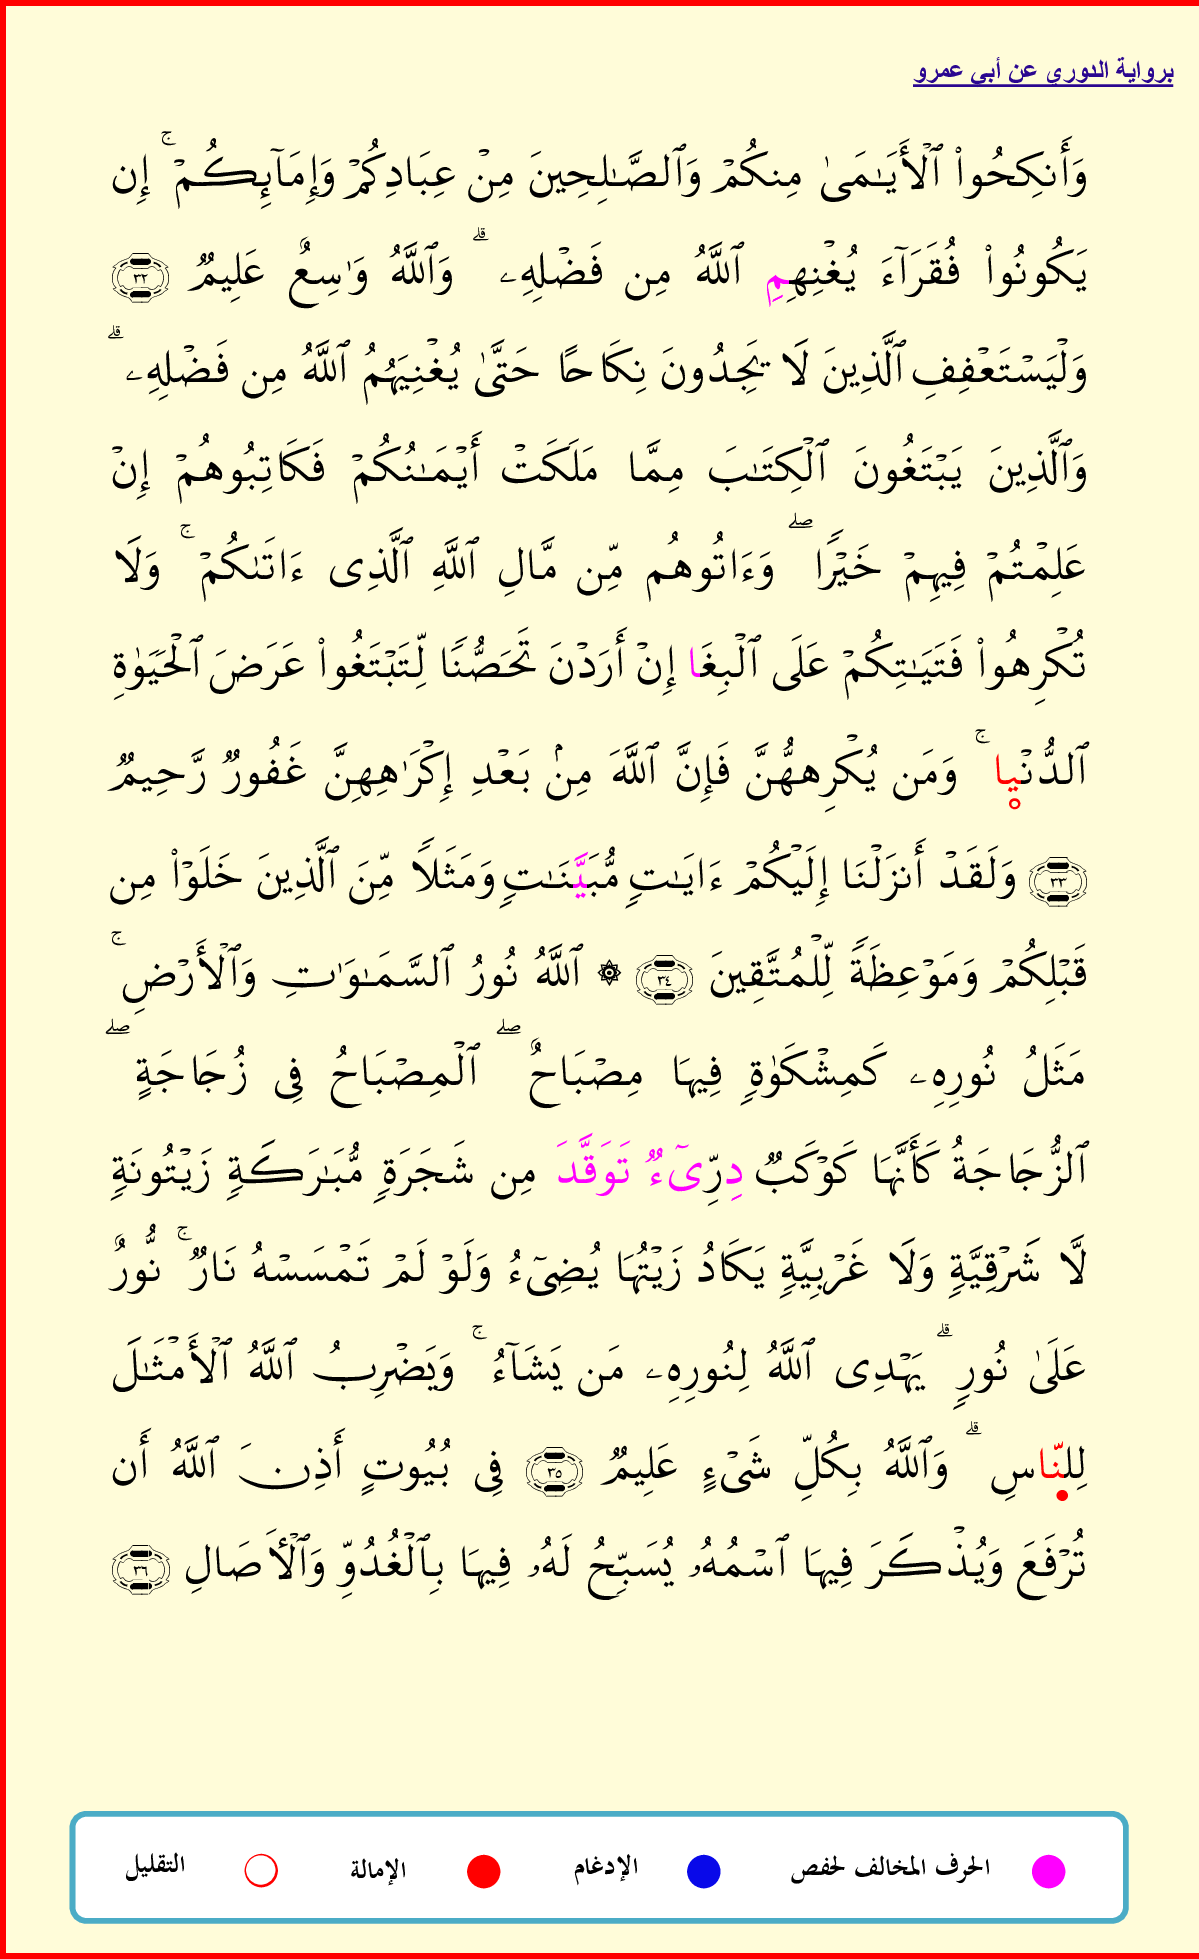 برواية الدوري عن أبي عمرو
وَأَنكِحُوا۟ ٱلْأَيَـٰمَىٰ مِنكُمْ وَٱلصَّـٰلِحِينَ مِنْ عِبَادِكُمْ وَإِمَآئِكُمْ ۚ إِن
يَكُونُوا۟ فُقَرَآءَ يُغْنِهِمِ ٱللَّهُ مِن فَضْلِهِۦ ۗ وَٱللَّهُ وَٰسِعٌ عَلِيمٌ ٣٢
وَلْيَسْتَعْفِفِ ٱلَّذِينَ لَا يَجِدُونَ نِكَاحًا حَتَّىٰ يُغْنِيَهُمُ ٱللَّهُ مِن فَضْلِهِۦ ۗ
وَٱلَّذِينَ يَبْتَغُونَ ٱلْكِتَـٰبَ مِمَّا مَلَكَتْ أَيْمَـٰنُكُمْ فَكَاتِبُوهُمْ إِنْ
عَلِمْتُمْ فِيهِمْ خَيْرًا ۖ وَءَاتُوهُم مِّن مَّالِ ٱللَّهِ ٱلَّذِى ءَاتَىٰكُمْ ۚ وَلَا
تُكْرِهُوا۟ فَتَيَـٰتِكُمْ عَلَى ٱلْبِغَا إِنْ أَرَدْنَ تَحَصُّنًا لِّتَبْتَغُوا۟ عَرَضَ ٱلْحَيَوٰةِ
ٱلدُّنْيا ۚ وَمَن يُكْرِههُّنَّ فَإِنَّ ٱللَّهَ مِنۢ بَعْدِ إِكْرَٰهِهِنَّ غَفُورٌ رَّحِيمٌ
٣٣ وَلَقَدْ أَنزَلْنَا إِلَيْكُمْ ءَايَـٰتٍ مُّبَيَّنَـٰتٍ وَمَثَلًا مِّنَ ٱلَّذِينَ خَلَوْا۟ مِن
قَبْلِكُمْ وَمَوْعِظَةً لِّلْمُتَّقِينَ ٣٤ ۞ ٱللَّهُ نُورُ ٱلسَّمَـٰوَٰتِ وَٱلْأَرْضِ ۚ
مَثَلُ نُورِهِۦ كَمِشْكَوٰةٍ فِيهَا مِصْبَاحٌ ۖ ٱلْمِصْبَاحُ فِى زُجَاجَةٍ ۖ
ٱلزُّجَاجَةُ كَأَنَّهَا كَوْكَبٌ دِرِّىٓءٌ تَوَقَّدَ مِن شَجَرَةٍ مُّبَـٰرَكَةٍ زَيْتُونَةٍ
لَّا شَرْقِيَّةٍ وَلَا غَرْبِيَّةٍ يَكَادُ زَيْتُهَا يُضِىٓءُ وَلَوْ لَمْ تَمْسَسْهُ نَارٌ ۚ نُّورٌ
عَلَىٰ نُورٍ ۗ يَهْدِى ٱللَّهُ لِنُورِهِۦ مَن يَشَآءُ ۚ وَيَضْرِبُ ٱللَّهُ ٱلْأَمْثَـٰلَ
لِلنَّاسِ ۗ وَٱللَّهُ بِكُلِّ شَىْءٍ عَلِيمٌ ٣٥ فِى بُيُوتٍ أَذِنَ ٱللَّهُ أَن
تُرْفَعَ وَيُذْكَرَ فِيهَا ٱسْمُهُۥ يُسَبِّحُ لَهُۥ فِيهَا بِٱلْغُدُوِّ وَٱلْأَصَالِ ٣٦
الحرف المخالف لحفص الإدغام الإمالة التقليل